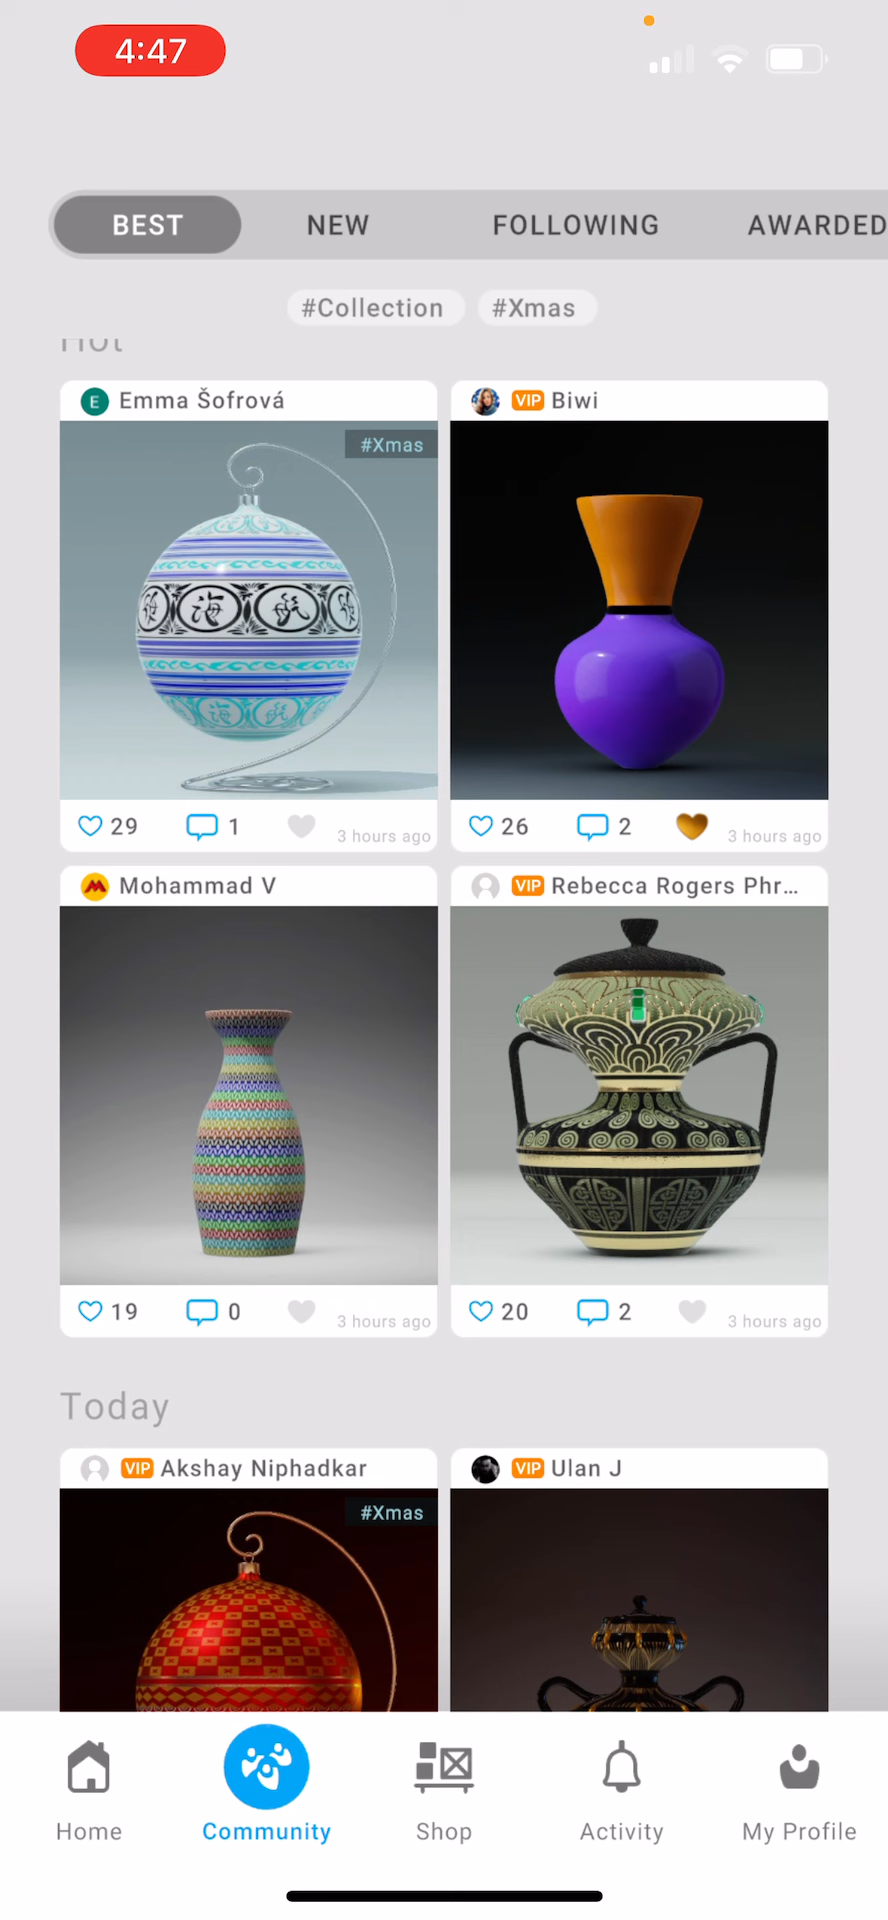 4:47
BEST NEW FOLLOWING AWARDED
#Collection #Xmas
Hot
E Emma Šofrová
VIP Biwi
#Xmas
海 航
29 1 3 hours ago
26 2 3 hours ago
Mohammad V
VIP Rebecca Rogers Phr...
19 0 3 hours ago
20 2 3 hours ago
Today
VIP Akshay Niphadkar
VIP Ulan J
#Xmas
Home Community Shop Activity My Profile